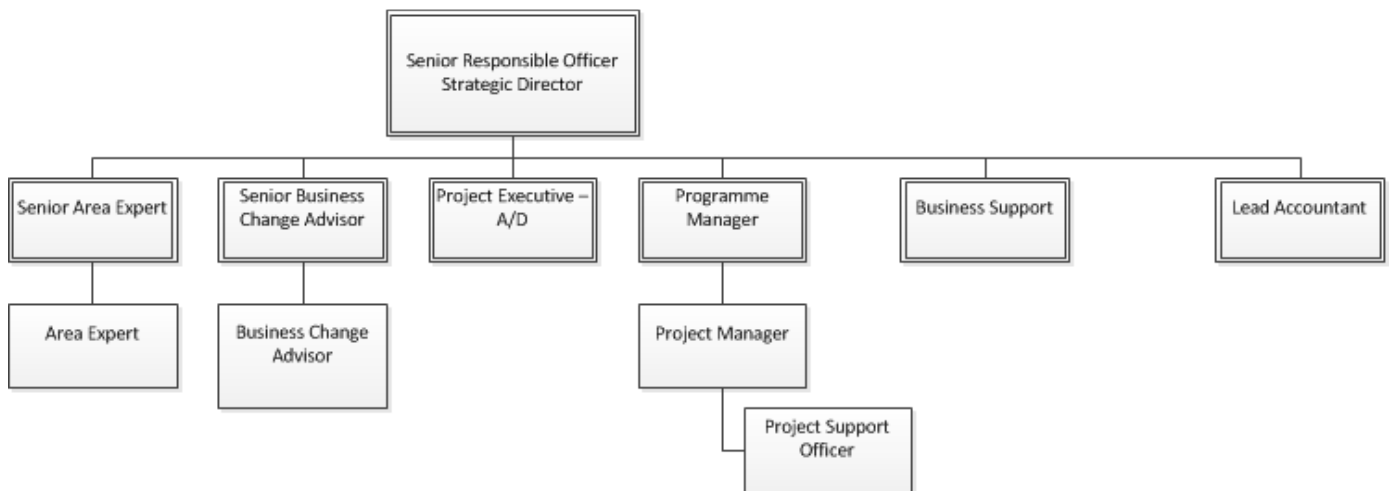 Senior Responsible Officer
Strategic Director
Senior Area Expert
Senior Business
Change Advisor
Project Executive –
A/D
Programme
Manager
Business Support
Lead Accountant
Area Expert
Business Change
Advisor
Project Manager
Project Support
Officer